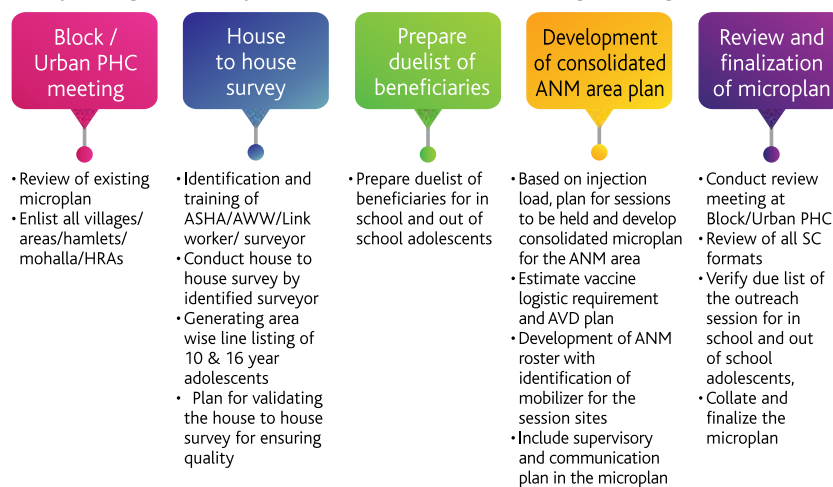 Block /
Urban PHC
meeting
House
to house
survey
Prepare
duelist of
beneficiaries
Development
of consolidated
ANM area plan
Review and
finalization
of microplan
• Review of existing
microplan
• Enlist all villages/
areas/hamlets/
mohalla/HRAs
• Identification and
training of
ASHA/AWW/Link
worker/ surveyor
• Conduct house to
house survey by
identified surveyor
• Generating area
wise line listing of
10 & 16 year
adolescents
• Plan for validating
the house to house
survey for ensuring
quality
• Prepare duelist of
beneficiaries for in
school and out of
school adolescents
• Based on injection
load, plan for sessions
to be held and develop
consolidated microplan
for the ANM area
• Estimate vaccine
logistic requirement
and AVD plan
• Development of ANM
roster with
identification of
mobilizer for the
session sites
• Include supervisory
and communication
plan in the microplan
• Conduct review
meeting at
Block/Urban PHC
• Review of all SC
formats
• Verify due list of
the outreach
session for in
school and out
of school
adolescents,
• Collate and
finalize the
microplan